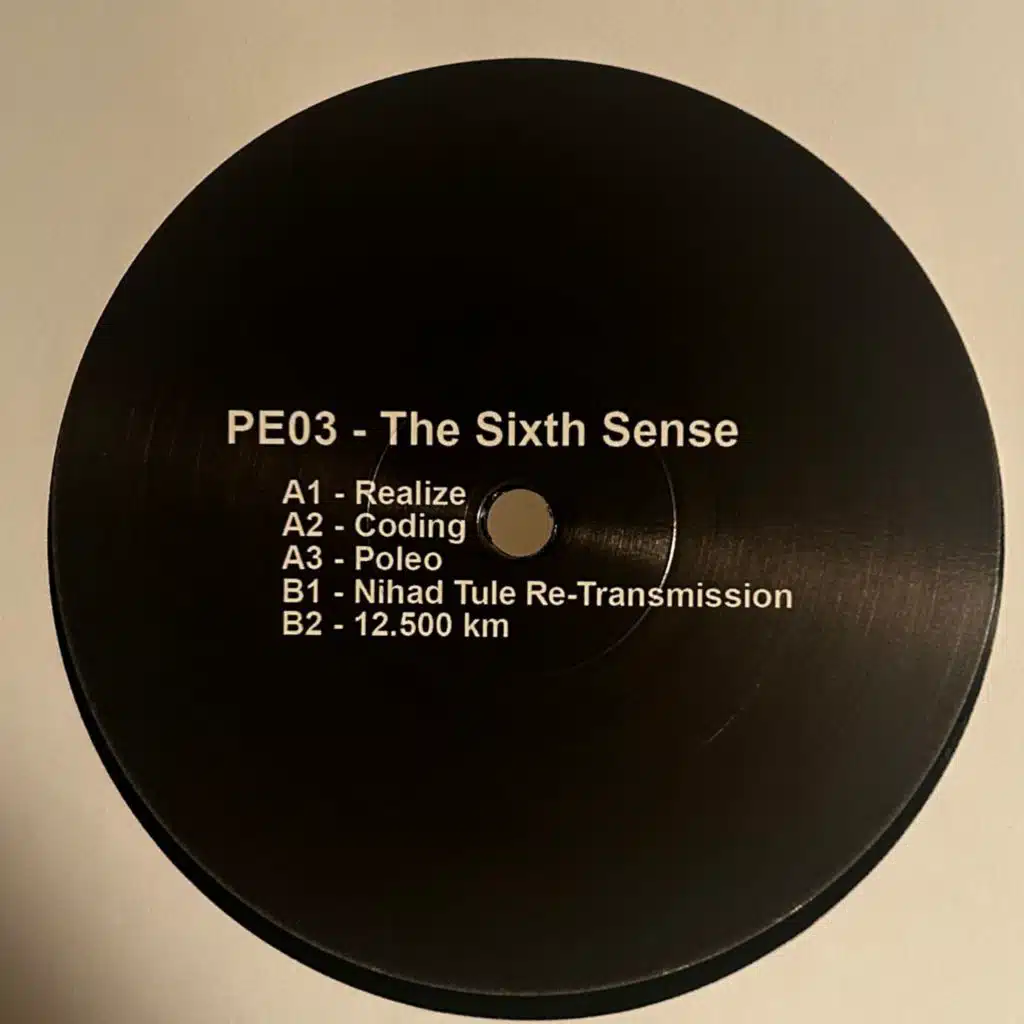 PE03 - The Sixth Sense
A1 - Realize
A2 - Coding
A3 - Poleo
B1 - Nihad Tule Re-Transmission
B2 - 12.500 km